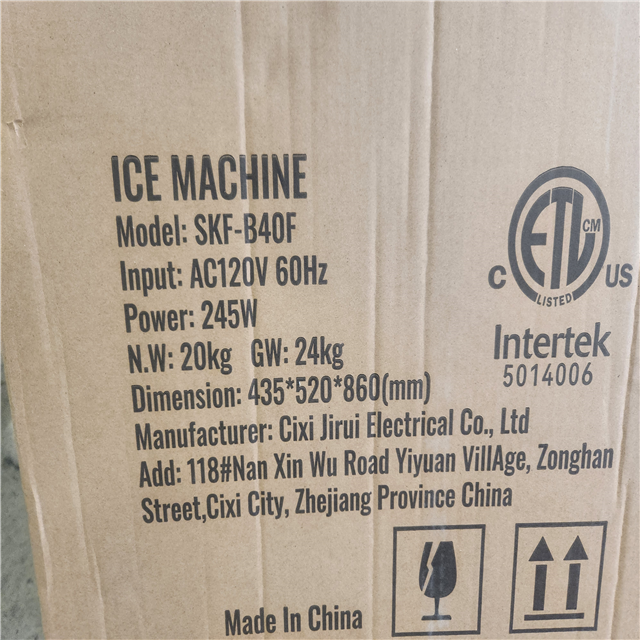 ICE MACHINE
Model: SKF-B40F
Input: AC120V 60Hz
Power: 245W
N.W: 20kg GW: 24kg
Dimension: 435*520*860(mm)
Manufacturer: Cixi Jirui Electrical Co., Ltd
Add: 118#Nan Xin Wu Road Yiyuan VillAge, Zonghan
Street,Cixi City, Zhejiang Province China
Made In China
ETL CM
C US
LISTED
Intertek
5014006